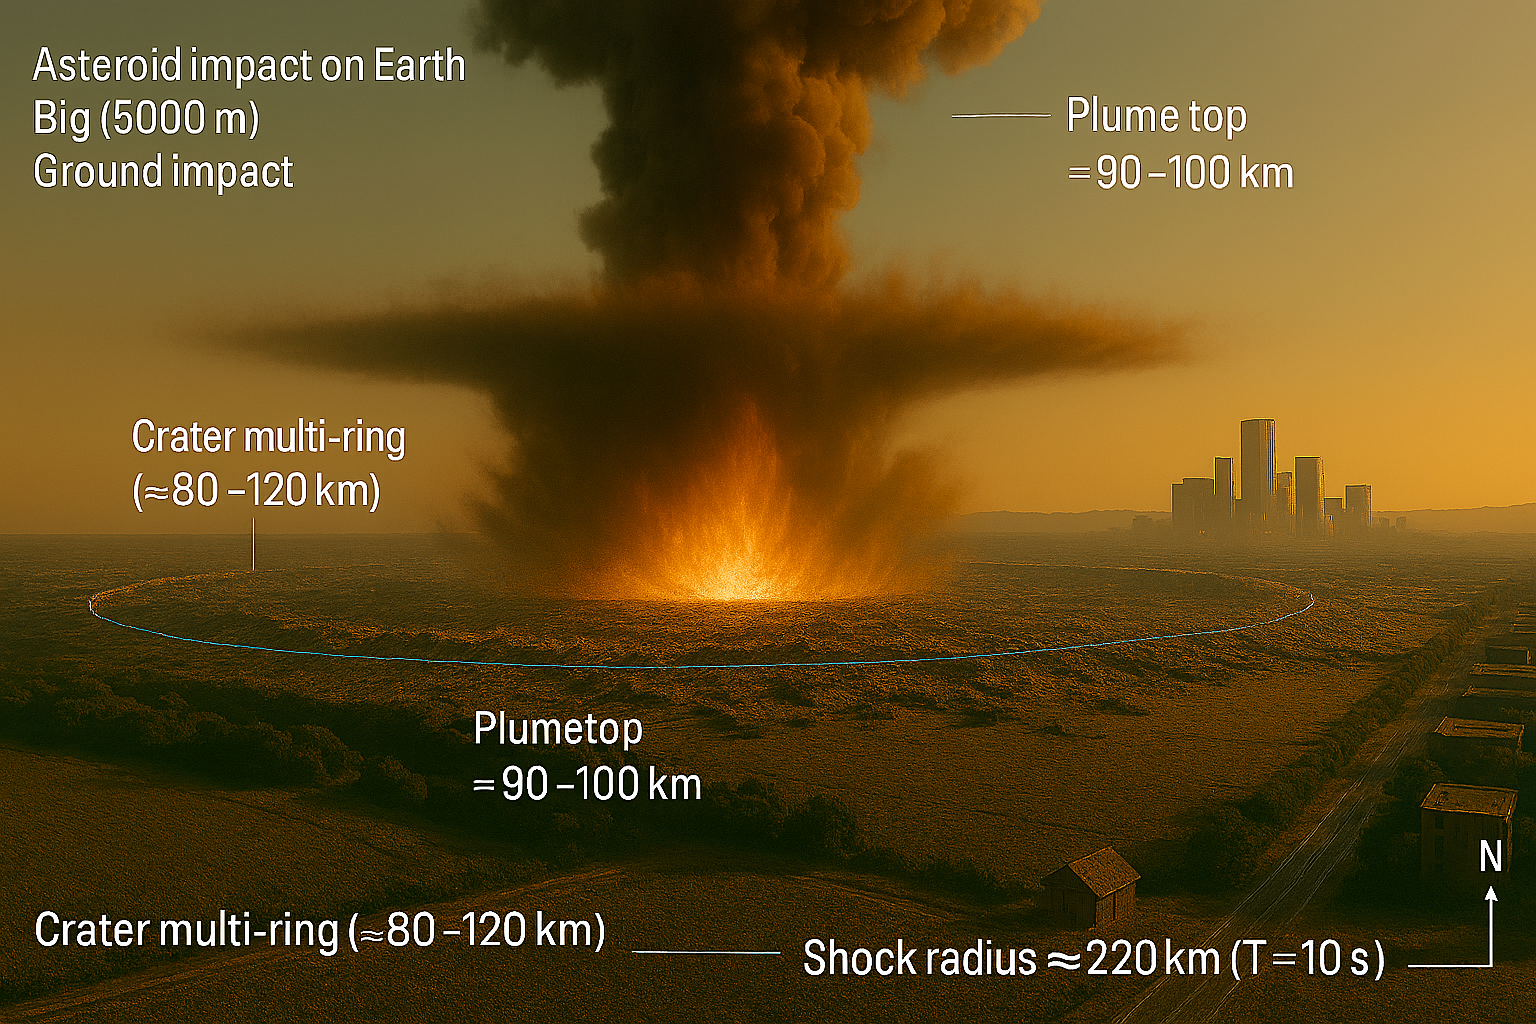 Asteroid impact on Earth
Big (5000 m)
Ground impact
Plume top
=90–100 km
Crater multi-ring
(≈80–120 km)
Plumetop
=90–100 km
N
Crater multi-ring (≈80–120 km)
Shock radius ≈220 km (T=10 s)